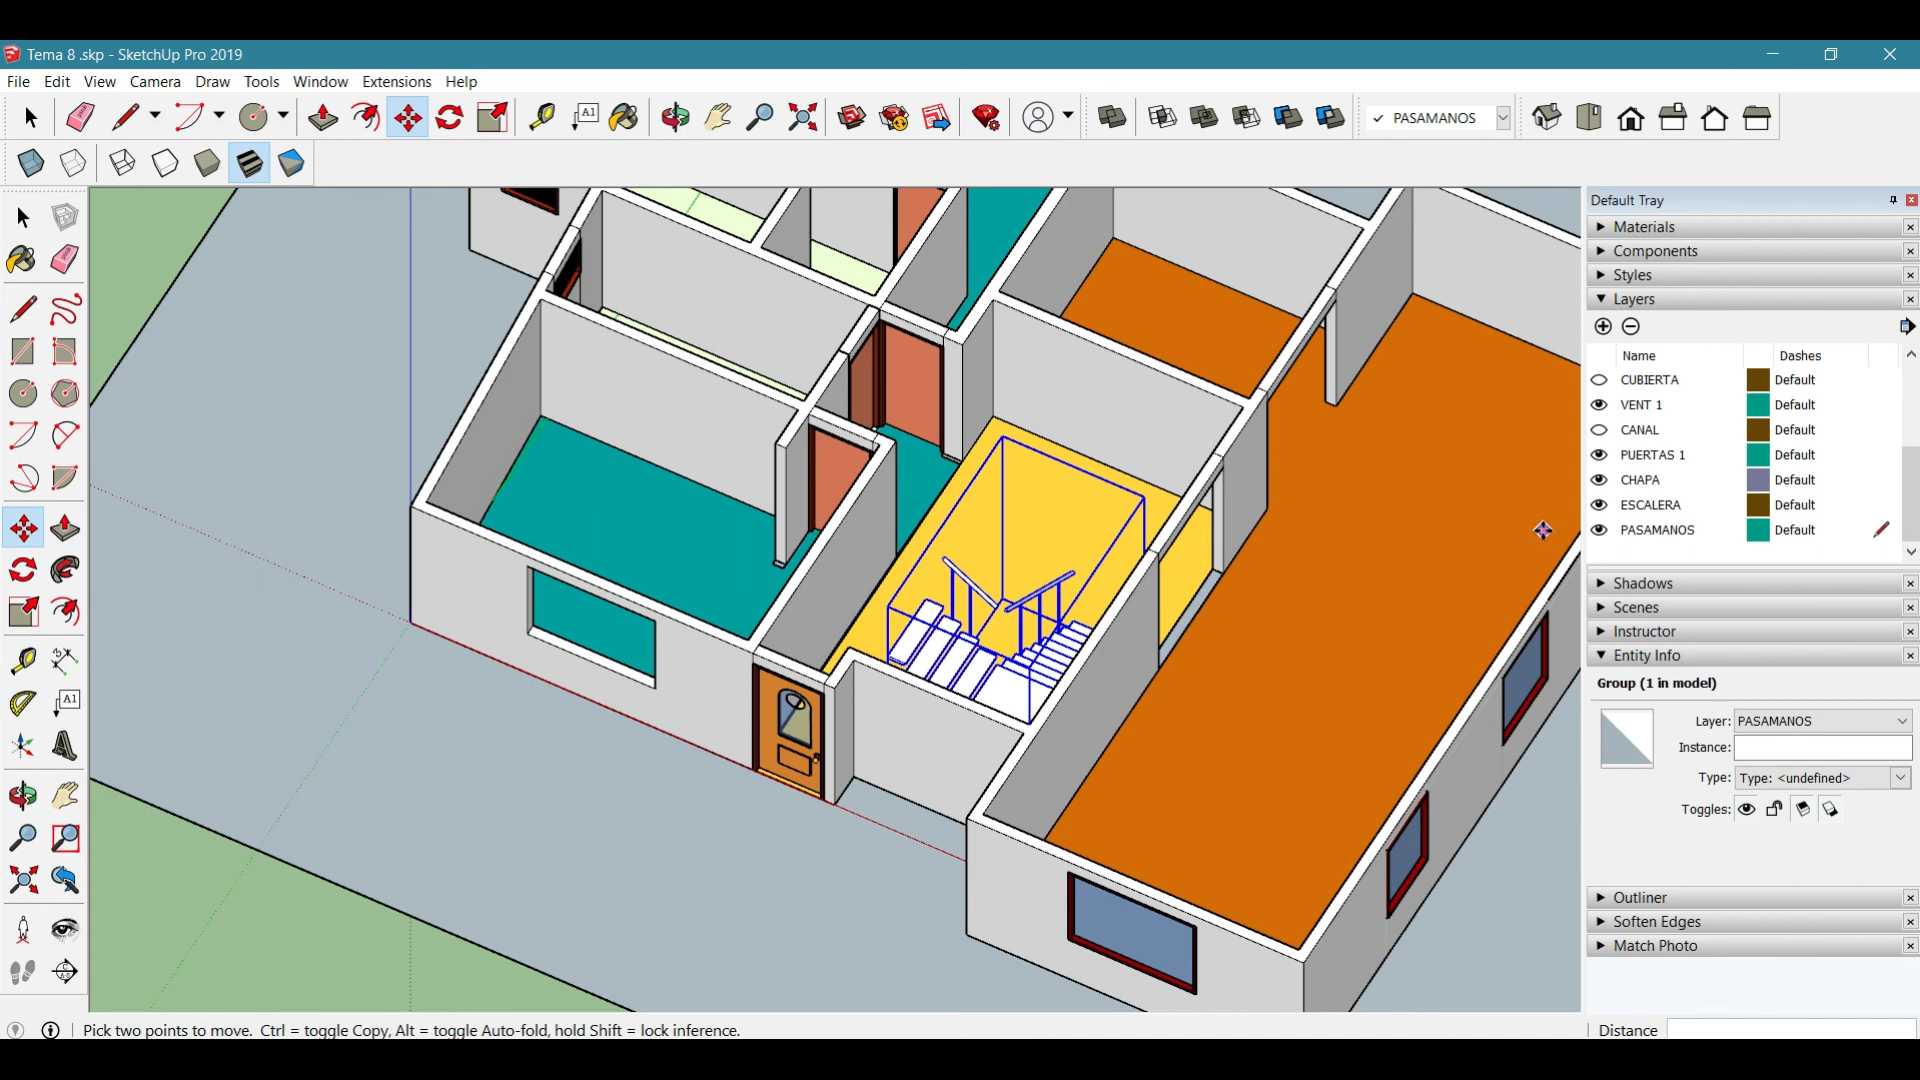 Tema 8 .skp - SketchUp Pro 2019
File Edit View Camera Draw Tools Window Extensions Help
A1
✓ PASAMANOS
Default Tray
Materials
Components
Styles
Layers
Name Dashes
CUBIERTA Default
VENT 1 Default
CANAL Default
PUERTAS 1 Default
CHAPA Default
ESCALERA Default
PASAMANOS Default
Shadows
Scenes
Instructor
Entity Info
Group (1 in model)
Layer: PASAMANOS
Instance:
Type: Type: <undefined>
Toggles:
A1
Outliner
Soften Edges
Match Photo
Pick two points to move. Ctrl = toggle Copy, Alt = toggle Auto-fold, hold Shift = lock inference.
Distance